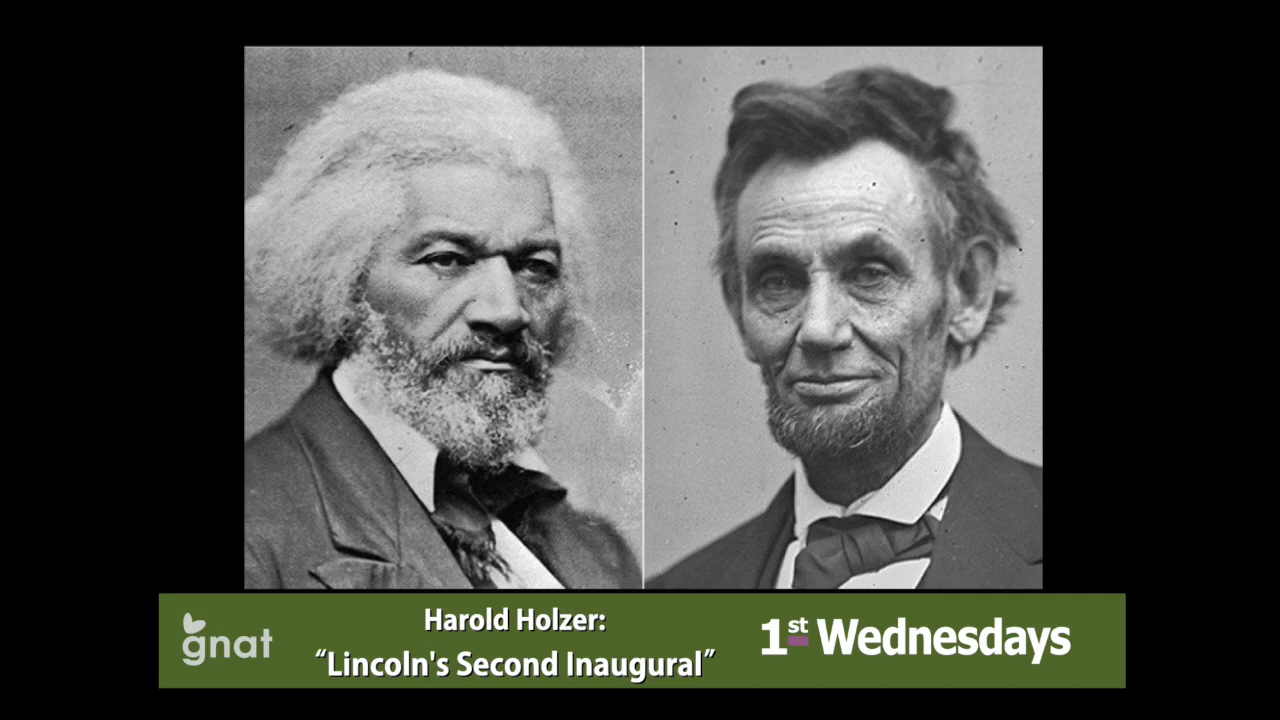 gnat
Harold Holzer:
“Lincoln's Second Inaugural”
1st Wednesdays